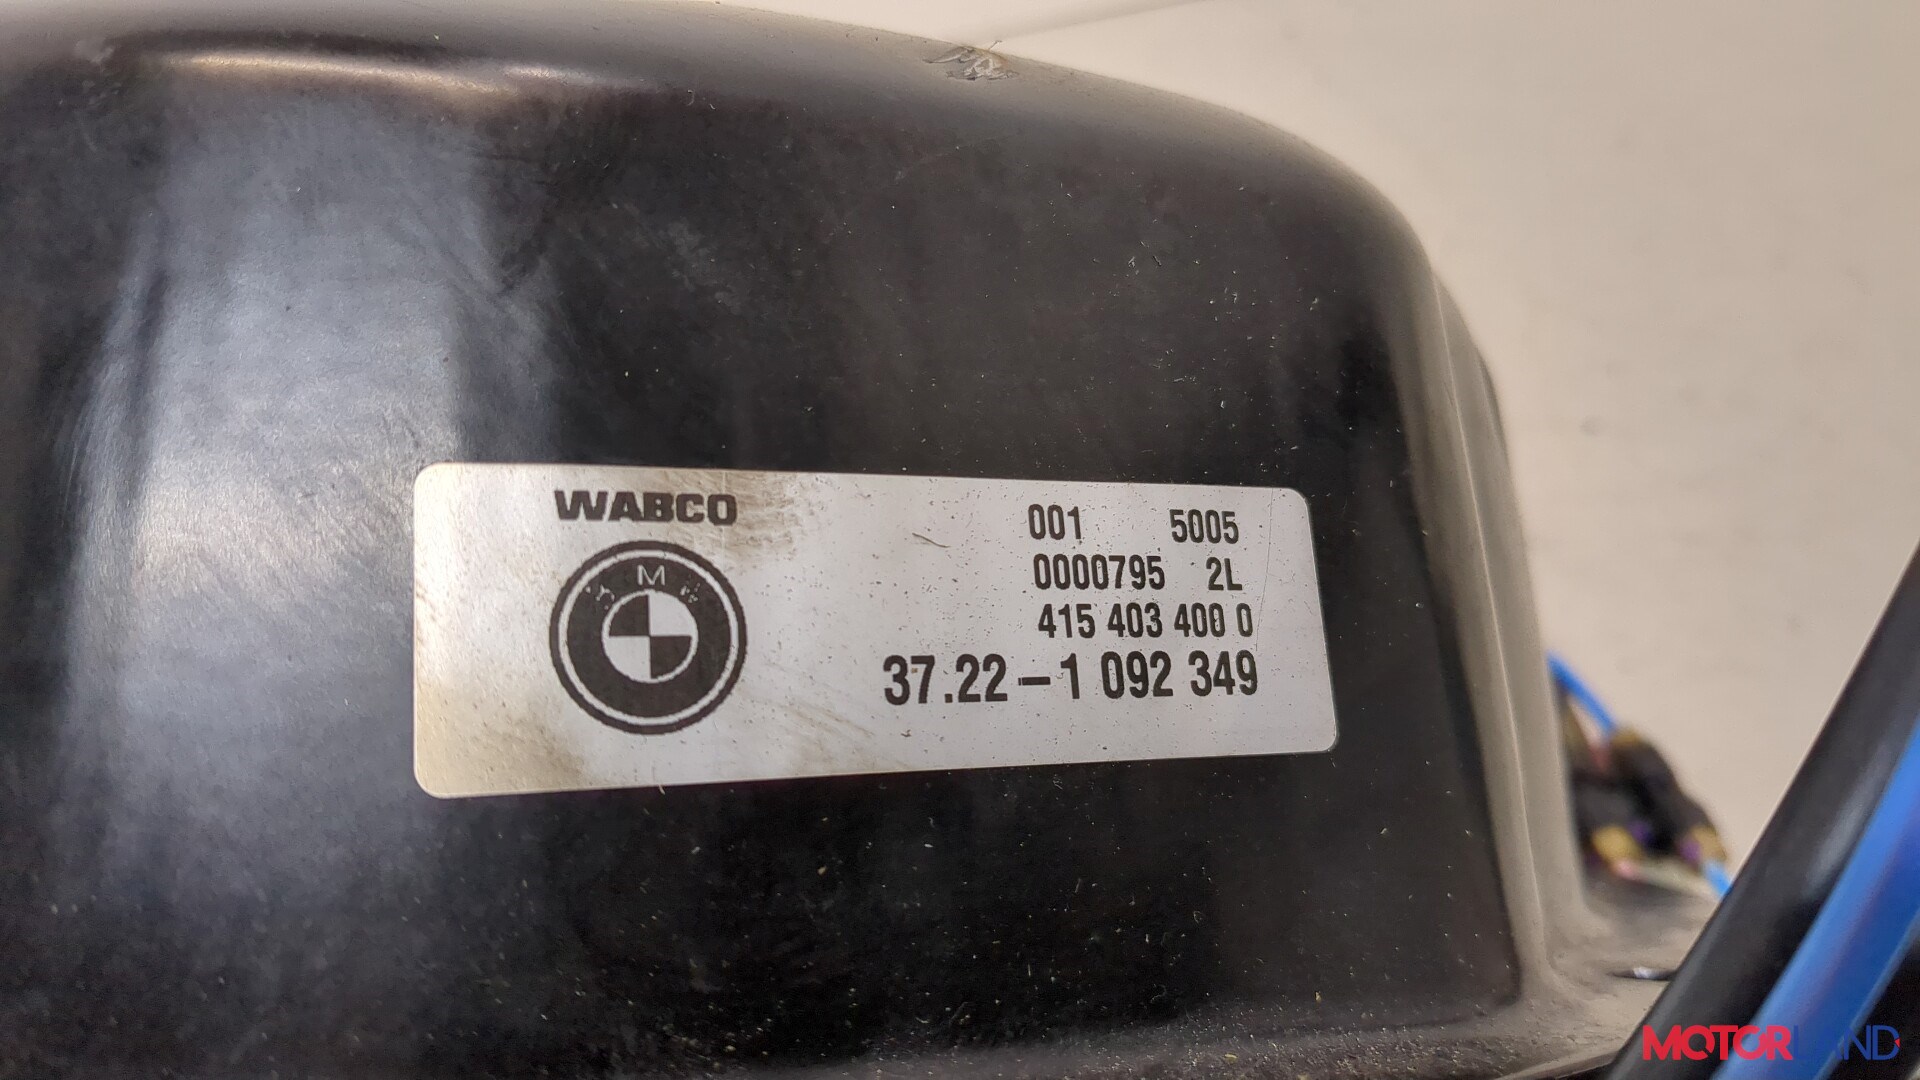 WABCO
BMW
001 5005
0000795 2L
415 403 400 0
37.22-1 092 349
MOTORLAND